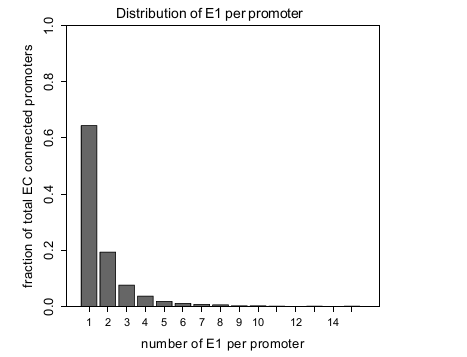 Distribution of E1 per promoter
fraction of total EC connected promoters
1.0
0.8
0.6
0.4
0.2
0.0
1 2 3 4 5 6 7 8 9 10 12 14
number of E1 per promoter